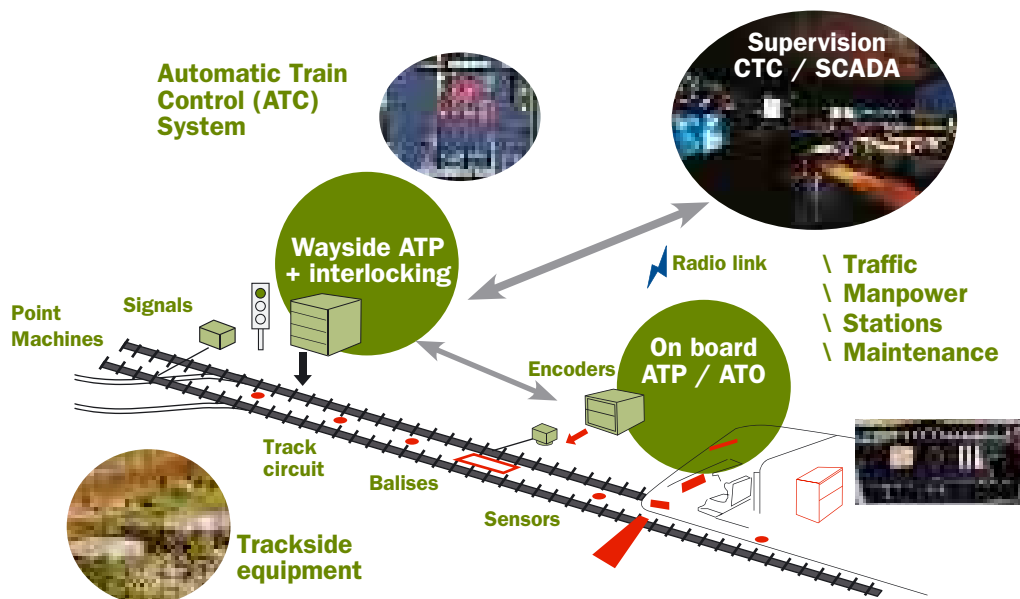 Automatic Train
Control (ATC)
System
Supervision
CTC / SCADA
Wayside ATP
+ interlocking
Radio link
\ Traffic
\ Manpower
\ Stations
\ Maintenance
Signals
Point
Machines
Encoders
On board
ATP / ATO
Track
circuit
Balises
Sensors
Trackside
equipment